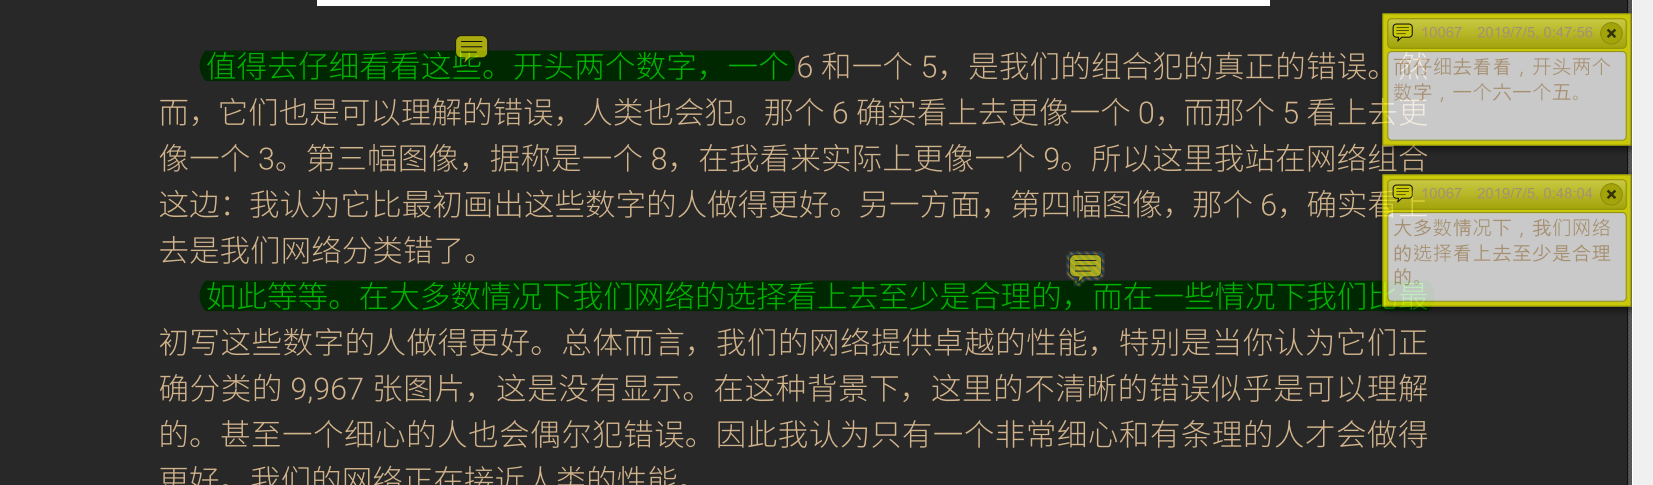 值得去仔细看看这些。开头两个数字，一个 6 和一个 5，是我们的组合犯的真正的错误。然
而，它们也是可以理解的错误，人类也会犯。那个 6 确实看上去更像一个 0，而那个 5 看上去更
像一个 3。第三幅图像，据称是一个 8，在我看来实际上更像一个 9。所以这里我站在网络组合
这边：我认为它比最初画出这些数字的人做得更好。另一方面，第四幅图像，那个 6，确实看上
去是我们网络分类错了。
如此等等。在大多数情况下我们网络的选择看上去至少是合理的，而在一些情况下我们比最
初写这些数字的人做得更好。总体而言，我们的网络提供卓越的性能，特别是当你认为它们正
确分类的 9,967 张图片，这是没有显示。在这种背景下，这里的不清晰的错误似乎是可以理解
的。甚至一个细心的人也会偶尔犯错误。因此我认为只有一个非常细心和有条理的人才会做得
更好。我们的网络正在接近人类的性能。
10067 2019/7/5, 0:47:56
而仔细去看看，开头两个
数字，一个六一个五。
10067 2019/7/5, 0:48:04
大多数情况下，我们网络
的选择看上去至少是合理
的。